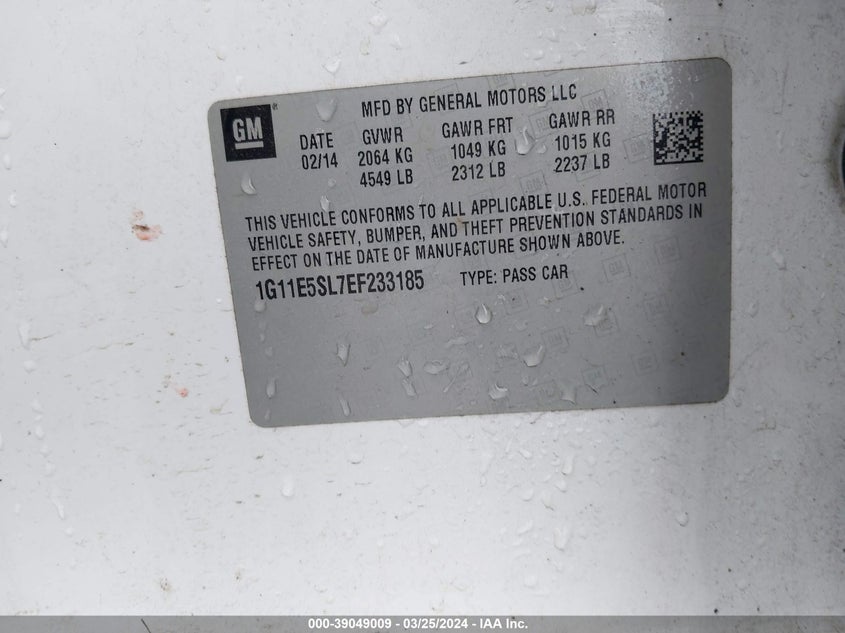 GM ®
MFD BY GENERAL MOTORS LLC
DATE GVWR GAWR FRT GAWR RR
02/14 2064 KG 1049 KG 1015 KG
4549 LB 2312 LB 2237 LB
THIS VEHICLE CONFORMS TO ALL APPLICABLE U.S. FEDERAL MOTOR
VEHICLE SAFETY, BUMPER, AND THEFT PREVENTION STANDARDS IN
EFFECT ON THE DATE OF MANUFACTURE SHOWN ABOVE.
1G11E5SL7EF233185 TYPE: PASS CAR
000-39049009 - 03/25/2024 - IAA Inc.